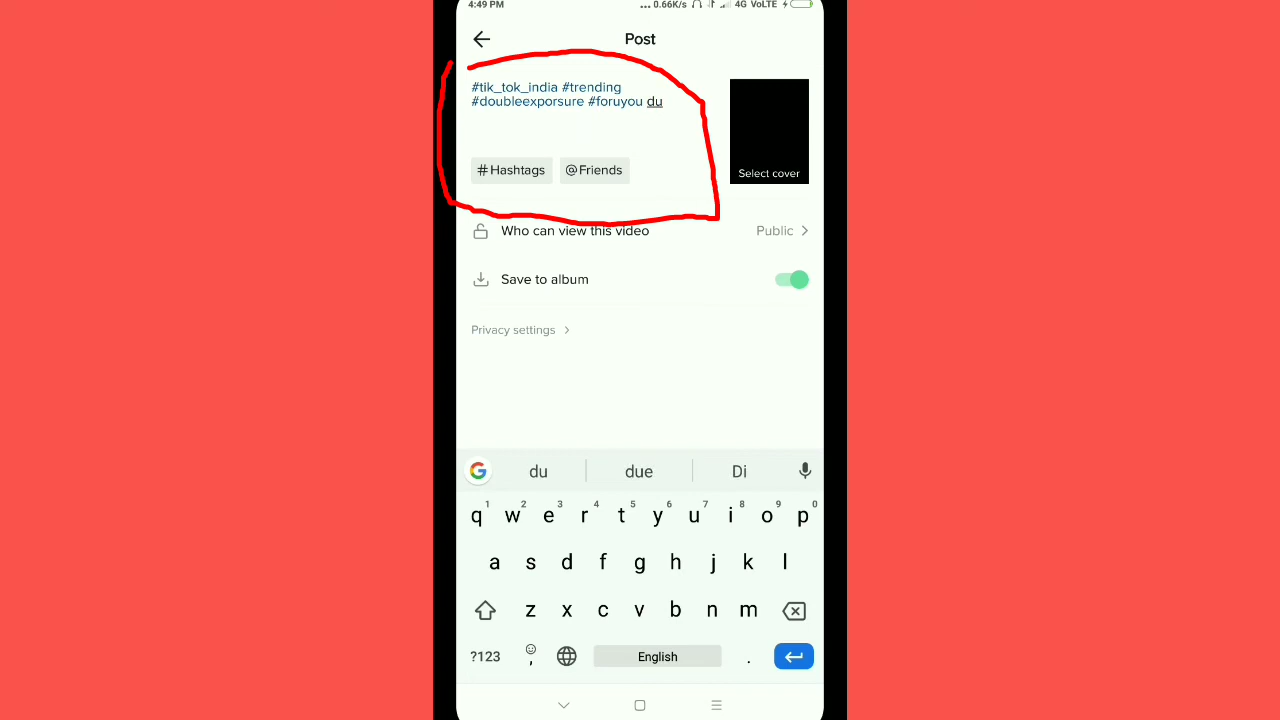 4:49 PM ... 0.66K/s 4G VoLTE
Post
#tik_tok_india #trending
#doubleexporsure #foruyou du
#Hashtags @Friends
Select cover
Who can view this video Public
Save to album
Privacy settings
G du due Di
1 2 3 4 5 6 7 8 9 0
q w e r t y u i o p
a s d f g h j k l
z x c v b n m
?123 , English .